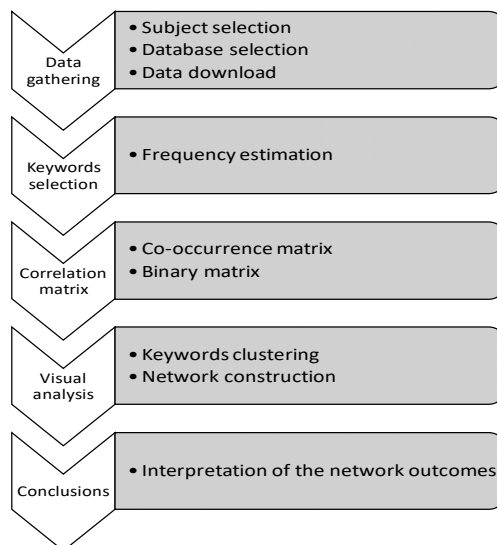 Data
gathering
• Subject selection
• Database selection
• Data download
Keywords
selection
• Frequency estimation
Correlation
matrix
• Co-occurrence matrix
• Binary matrix
Visual
analysis
• Keywords clustering
• Network construction
Conclusions
• Interpretation of the network outcomes